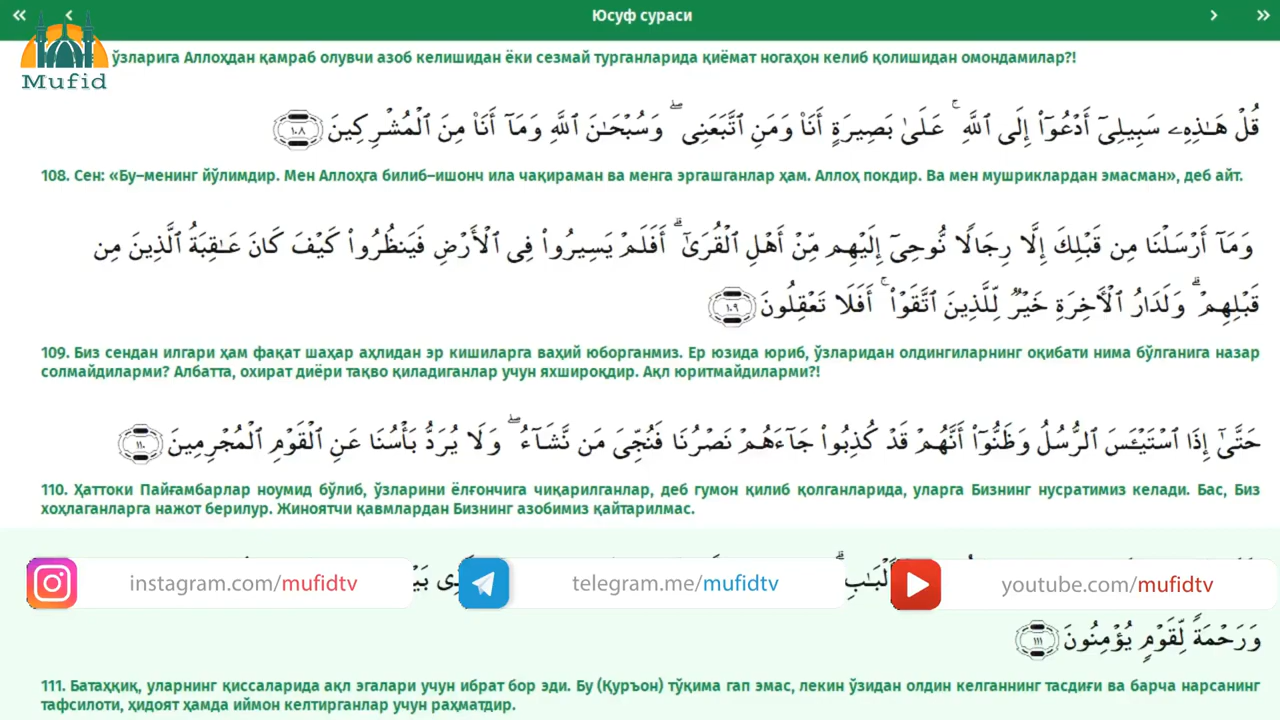 Юсуф сураси
Mufid
ўзларига Аллоҳдан қамраб олувчи азоб келишидан ёки сезмай турганларида қиёмат ногаҳон келиб қолишидан омондамилар?!
قُلْ هَـٰذِهِۦ سَبِيلِىٓ أَدْعُوٓا۟ إِلَى ٱللَّهِ ۚ عَلَىٰ بَصِيرَةٍ أَنَا۠ وَمَنِ ٱتَّبَعَنِى ۖ وَسُبْحَـٰنَ ٱللَّهِ وَمَآ أَنَا۠ مِنَ ٱلْمُشْرِكِينَ ١٠٨
108. Сен: «Бу–менинг йўлимдир. Мен Аллоҳга билиб–ишонч ила чақираман ва менга эргашганлар ҳам. Аллоҳ покдир. Ва мен мушриклардан эмасман», деб айт.
وَمَآ أَرْسَلْنَا مِن قَبْلِكَ إِلَّا رِجَالًا نُّوحِىٓ إِلَيْهِم مِّنْ أَهْلِ ٱلْقُرَىٰٓ ۗ أَفَلَمْ يَسِيرُوا۟ فِى ٱلْأَرْضِ فَيَنظُرُوا۟ كَيْفَ كَانَ عَـٰقِبَةُ ٱلَّذِينَ مِن
قَبْلِهِمْ ۗ وَلَدَارُ ٱلْـَٔاخِرَةِ خَيْرٌ لِّلَّذِينَ ٱتَّقَوْا۟ ۚ أَفَلَا تَعْقِلُونَ ١٠٩
109. Биз сендан илгари ҳам фақат шаҳар аҳлидан эр кишиларга ваҳий юборганмиз. Ер юзида юриб, ўзларидан олдингиларнинг оқибати нима бўлганига назар
солмайдиларми? Албатта, охират диёри тақво қиладиганлар учун яхшироқдир. Ақл юритмайдиларми?!
حَتَّىٰٓ إِذَا ٱسْتَيْـَٔسَ ٱلرُّسُلُ وَظَنُّوٓا۟ أَنَّهُمْ قَدْ كُذِبُوا۟ جَآءَهُمْ نَصْرُنَا فَنُجِّىَ مَن نَّشَآءُ ۖ وَلَا يُرَدُّ بَأْسُنَا عَنِ ٱلْقَوْمِ ٱلْمُجْرِمِينَ ١١٠
110. Ҳаттоки Пайғамбарлар ноумид бўлиб, ўзларини ёлғончига чиқарилганлар, деб гумон қилиб қолганларида, уларга Бизнинг нусратимиз келади. Бас, Биз
хоҳлаганларга нажот берилур. Жиноятчи қавмлардан Бизнинг азобимиз қайтарилмас.
instagram.com/mufidtv
telegram.me/mufidtv
youtube.com/mufidtv
وَرَحْمَةً لِّقَوْمٍ يُؤْمِنُونَ ١١١
111. Батаҳқиқ, уларнинг қиссаларида ақл эгалари учун ибрат бор эди. Бу (Қуръон) тўқима гап эмас, лекин ўзидан олдин келганнинг тасдиғи ва барча нарсанинг
тафсилоти, ҳидоят ҳамда иймон келтирганлар учун раҳматдир.